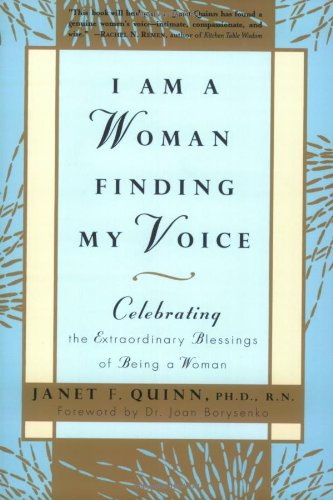 "This book will help heal us. Janet Quinn has found a
genuine women's voice—intimate, compassionate, and
wise." —RACHEL N. REMEN, author of Kitchen Table Wisdom
I AM A
WOMAN
FINDING
MY VOICE
Celebrating
the Extraordinary Blessings
of Being a Woman
JANET F. QUINN, PH.D., R.N.
Foreword by Dr. Joan Borysenko